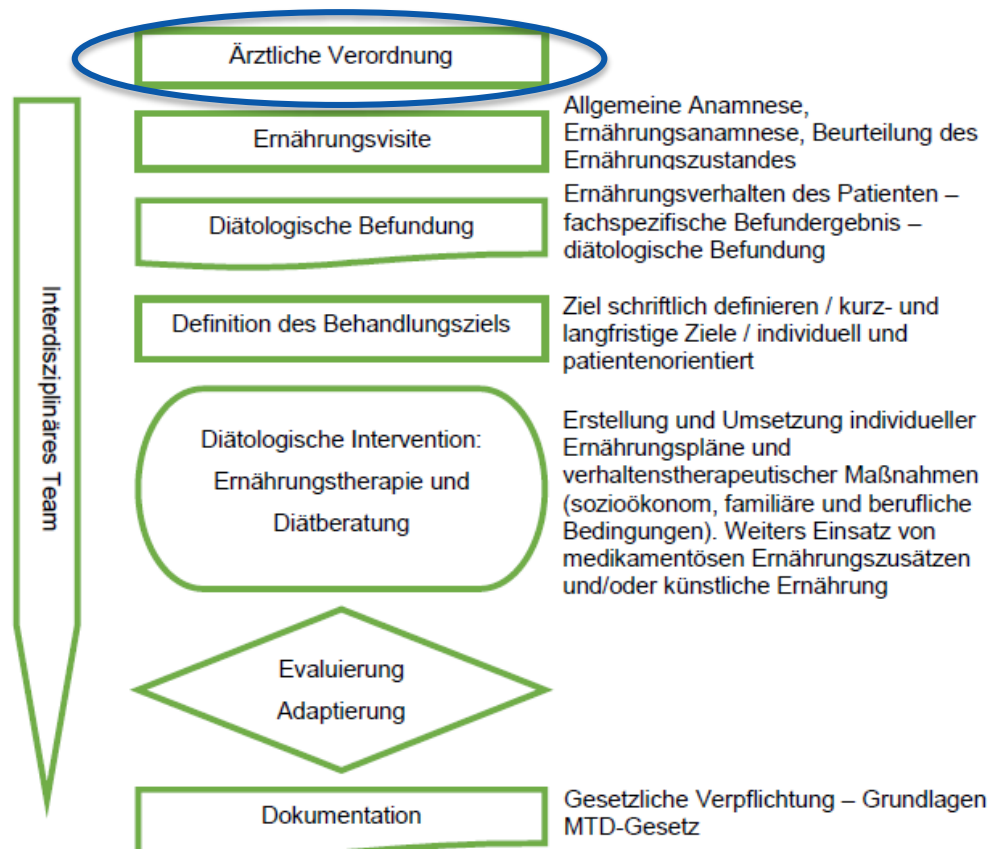 Ärztliche Verordnung
Interdisziplinäres Team
Ernährungsvisite
Allgemeine Anamnese,
Ernährungsanamnese, Beurteilung des
Ernährungszustandes
Diätologische Befundung
Ernährungsverhalten des Patienten –
fachspezifische Befundergebnis –
diätologische Befundung
Definition des Behandlungsziels
Ziel schriftlich definieren / kurz- und
langfristige Ziele / individuell und
patientenorientiert
Diätologische Intervention:
Ernährungstherapie und
Diätberatung
Erstellung und Umsetzung individueller
Ernährungspläne und
verhaltenstherapeutischer Maßnahmen
(sozioökonom, familiäre und berufliche
Bedingungen). Weiters Einsatz von
medikamentösen Ernährungszusätzen
und/oder künstliche Ernährung
Evaluierung
Adaptierung
Dokumentation
Gesetzliche Verpflichtung – Grundlagen
MTD-Gesetz